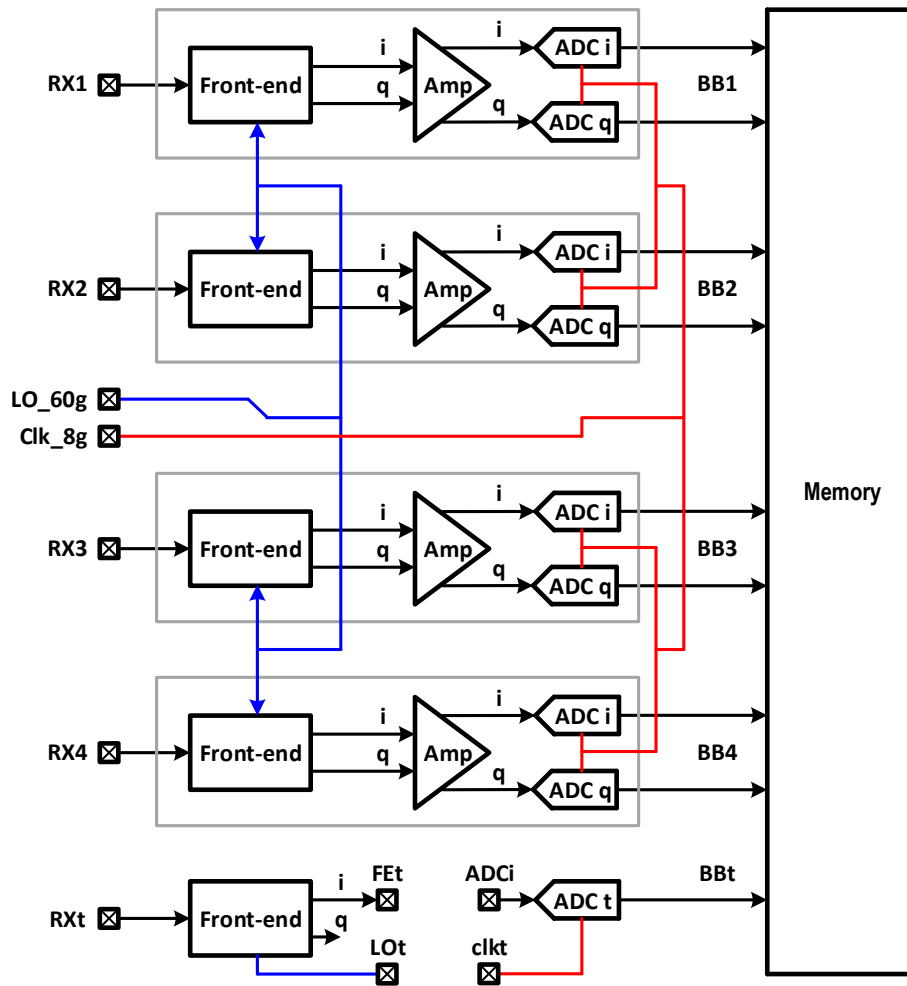 i
i
ADC i
RX1
Front-end
Amp
BB1
q
q
ADC q
i
i
ADC i
RX2
Front-end
Amp
BB2
q
q
ADC q
LO_60g
Clk_8g
Memory
i
i
ADC i
RX3
Front-end
Amp
BB3
q
q
ADC q
i
i
ADC i
RX4
Front-end
Amp
BB4
q
q
ADC q
RXt
Front-end
i
q
FEt
LOt
ADCi
clkt
ADC t
BBt